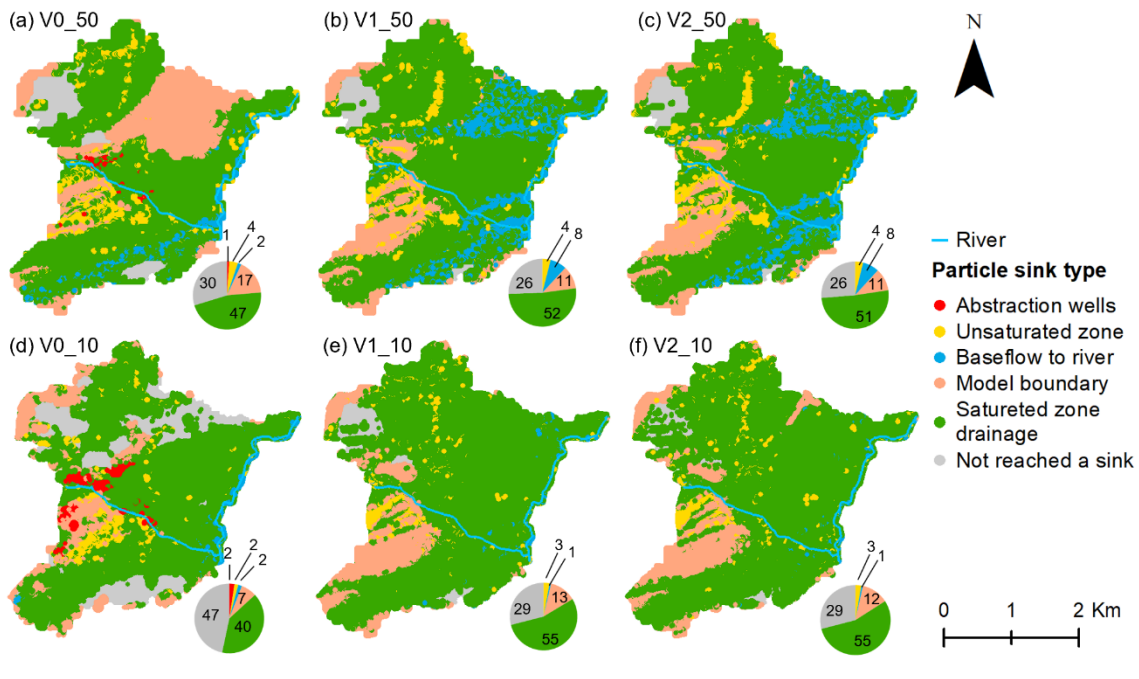 (a) V0_50
(b) V1_50
(c) V2_50
N
1
4
2
30
17
47
4
8
26
11
52
4
8
26
11
51
River
Particle sink type
Abstraction wells
Unsaturated zone
Baseflow to river
Model boundary
Satureted zone
drainage
Not reached a sink
(d) V0_10
(e) V1_10
(f) V2_10
2
2
2
7
47
40
3
1
29
13
55
3
1
29
12
55
0 1 2 Km